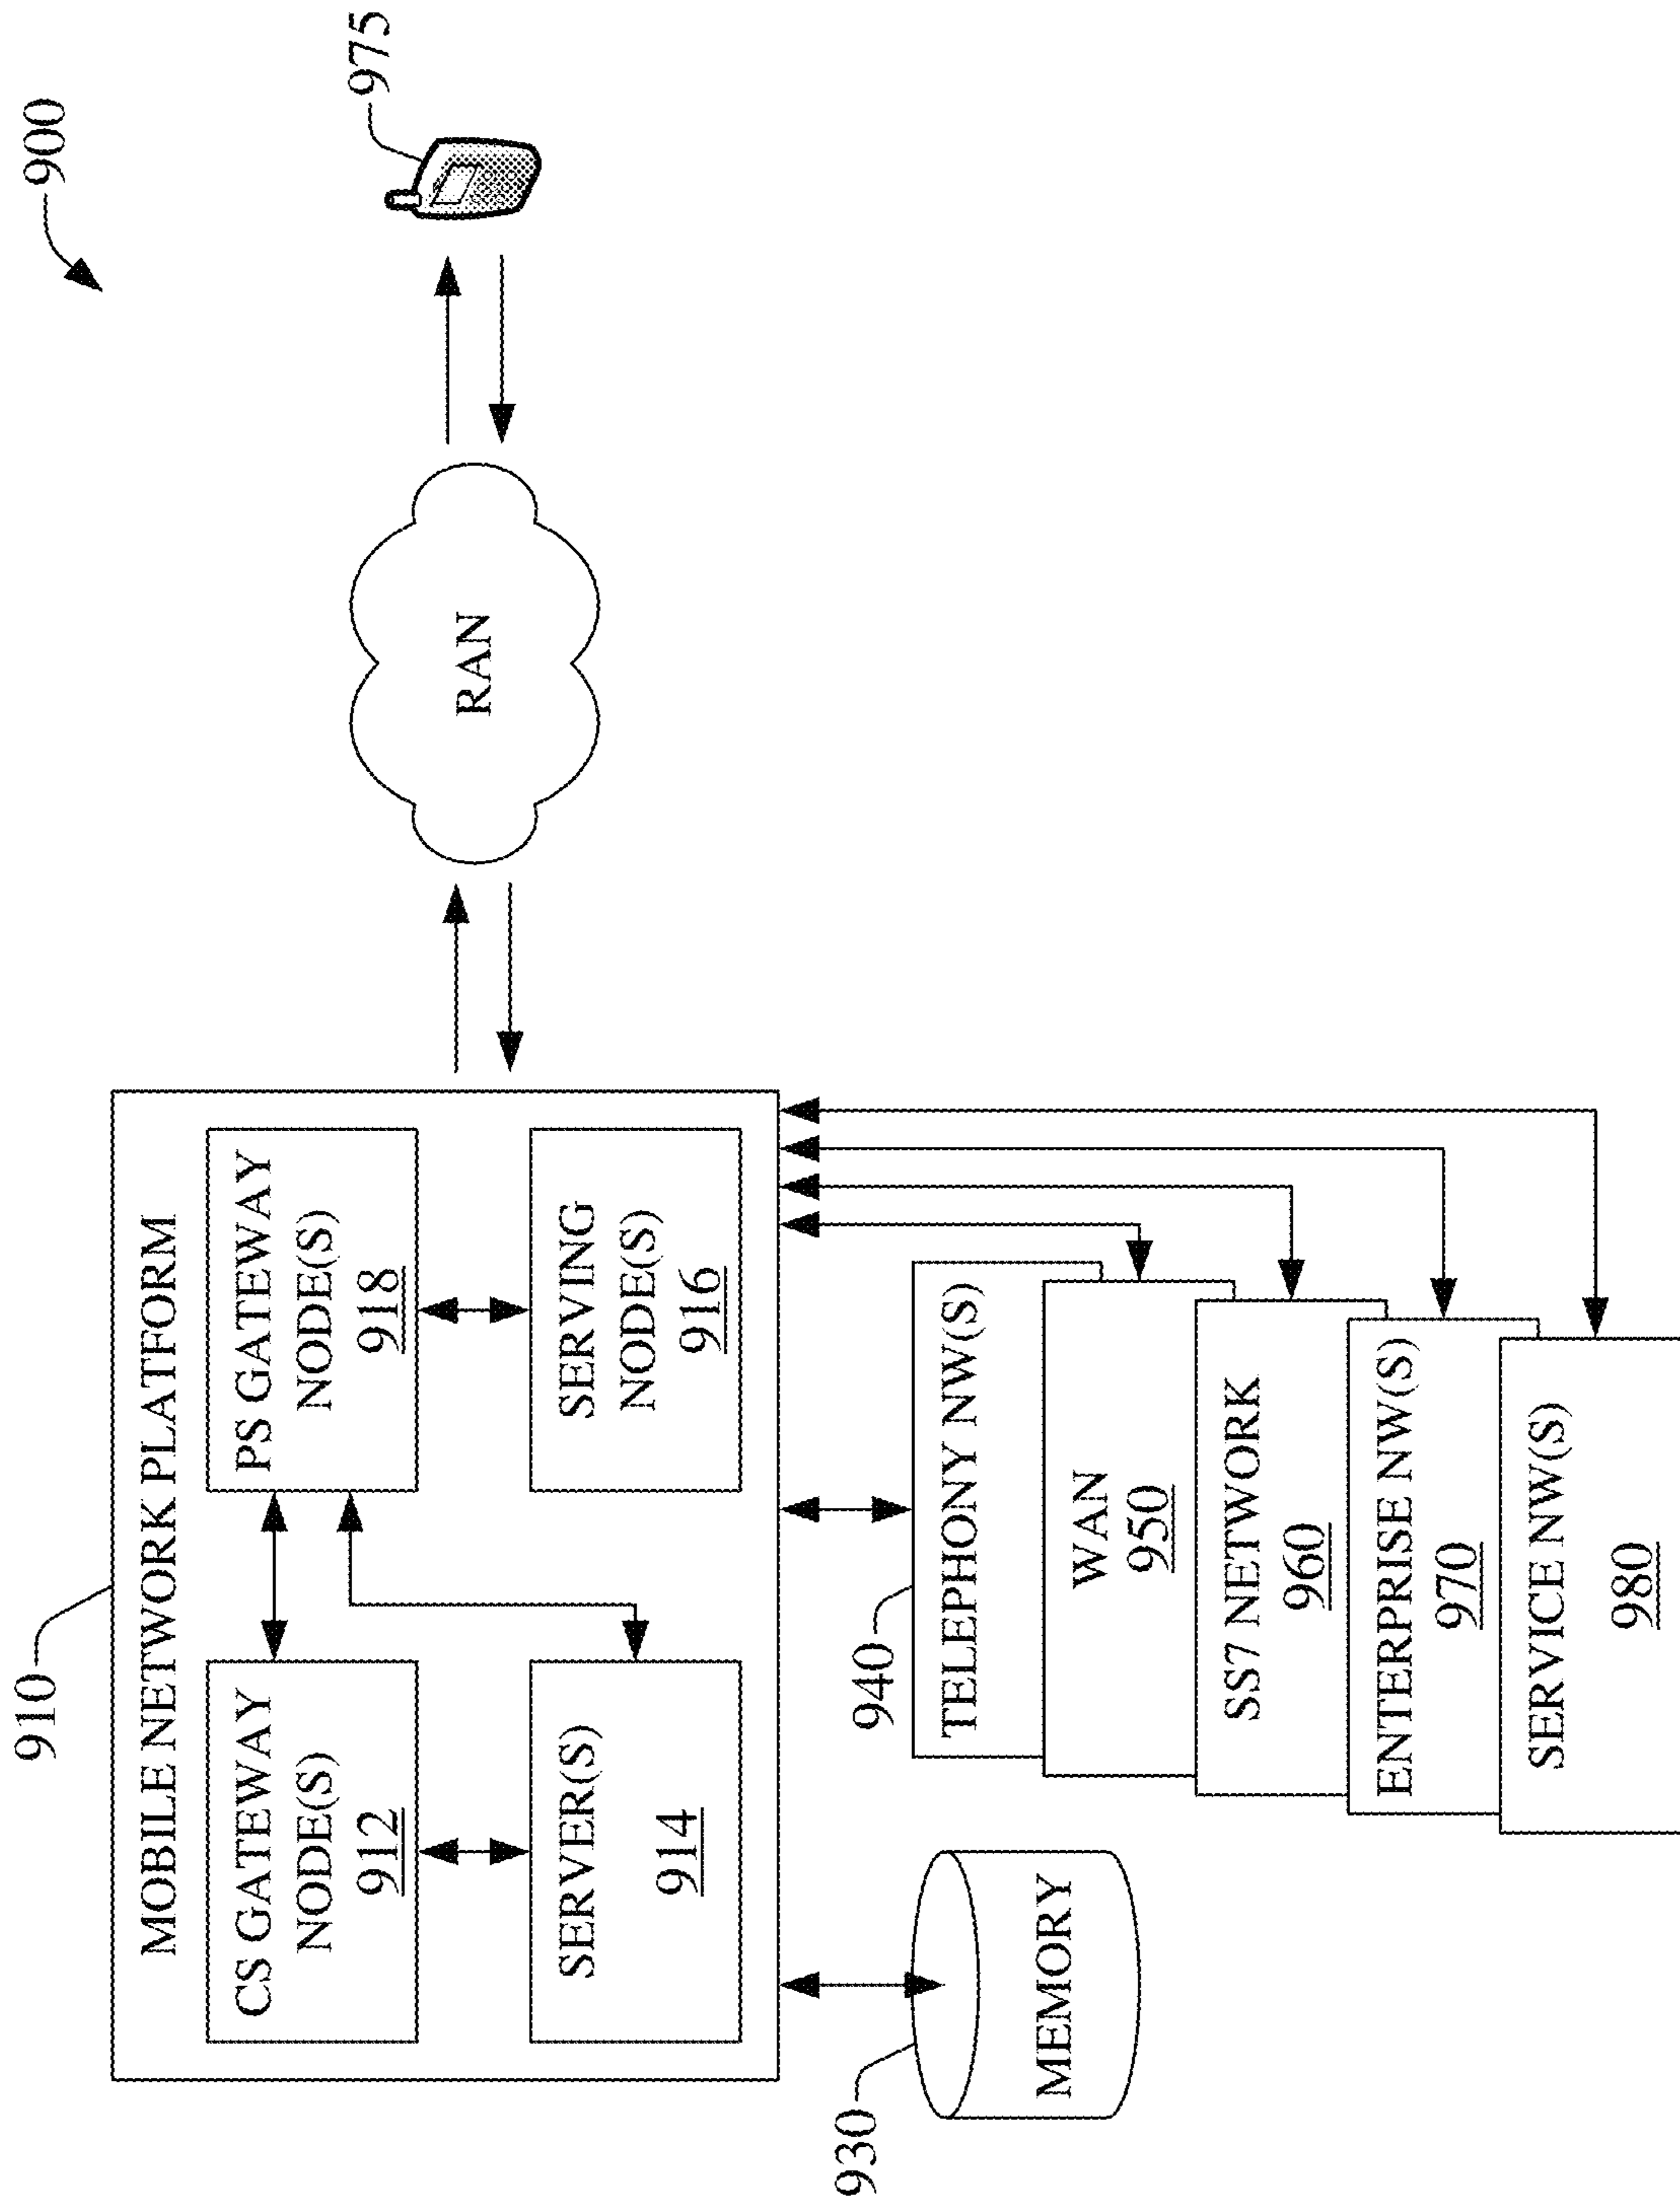 900
910
MOBILE NETWORK PLATFORM
CS GATEWAY
NODE(S)
912
PS GATEWAY
NODE(S)
918
SERVER(S)
914
SERVING
NODE(S)
916
RAN
975
930
MEMORY
940
TELEPHONY NW(S)
WAN
950
SS7 NETWORK
960
ENTERPRISE NW(S)
970
SERVICE NW(S)
980